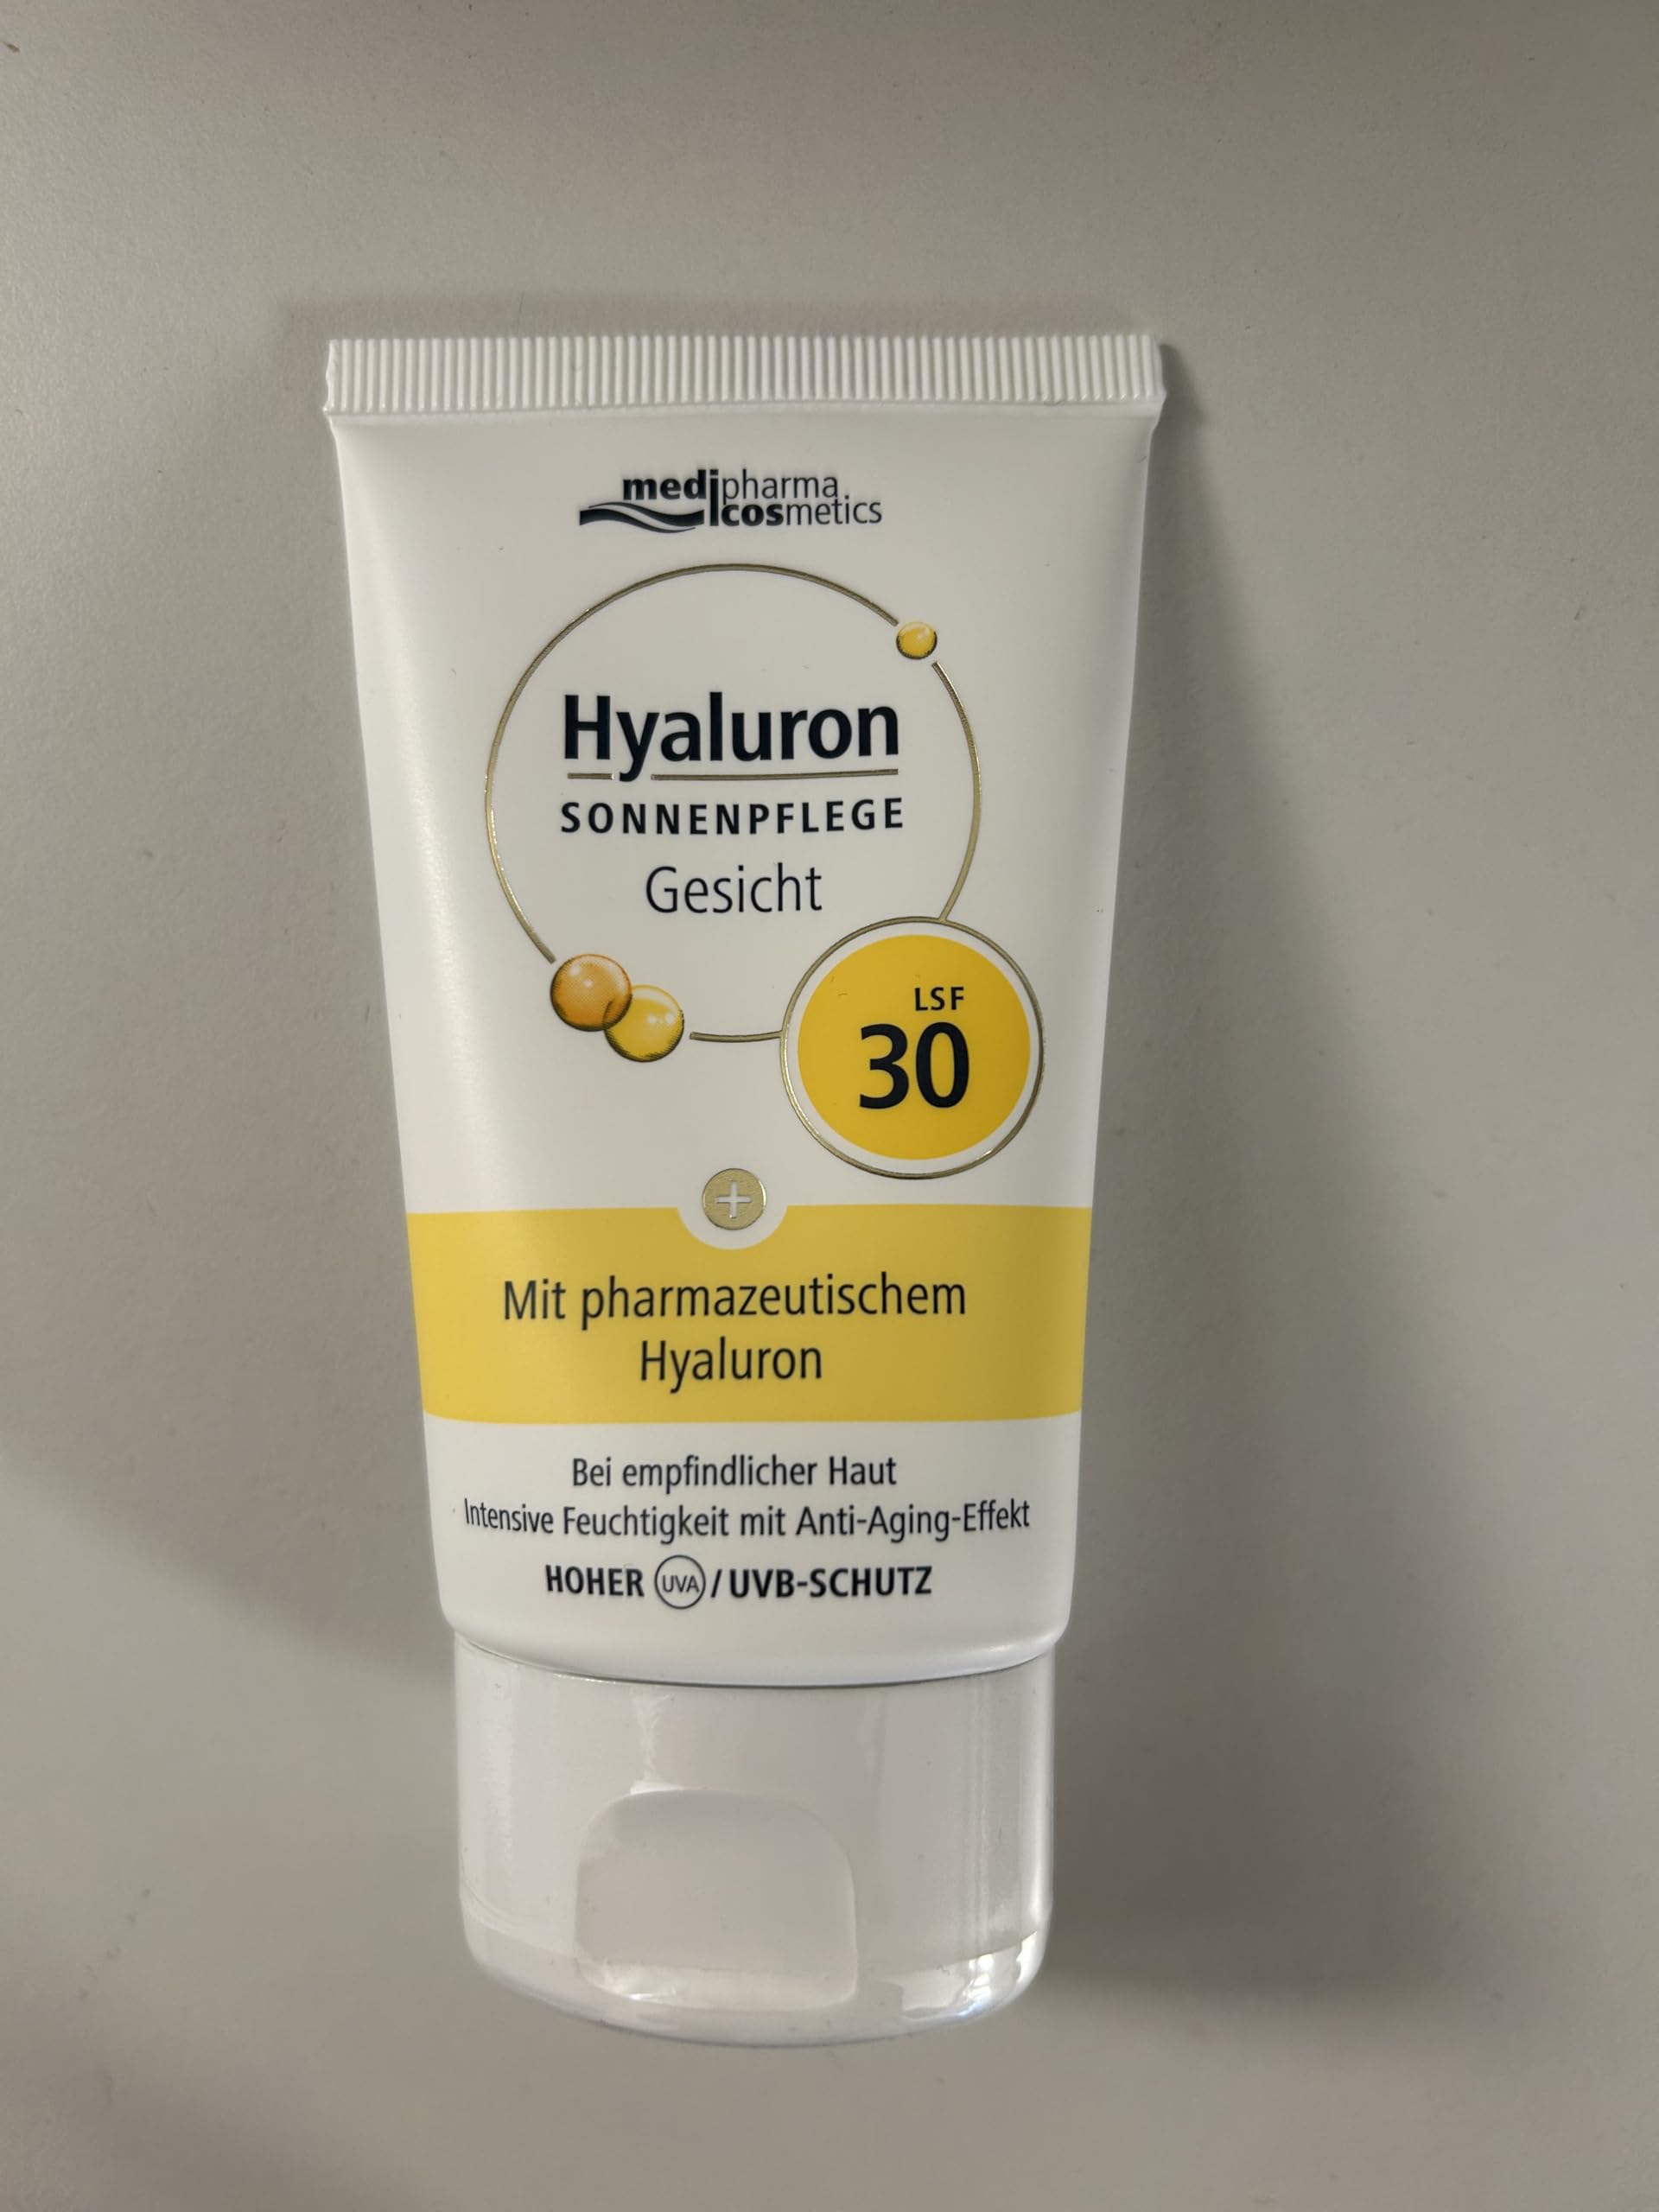 medipharma
cosmetics
Hyaluron
SONNENPFLEGE
Gesicht
LSF
30
Mit pharmazeutischem
Hyaluron
Bei empfindlicher Haut
Intensive Feuchtigkeit mit Anti-Aging-Effekt
HOHER UVA/UVB-SCHUTZ